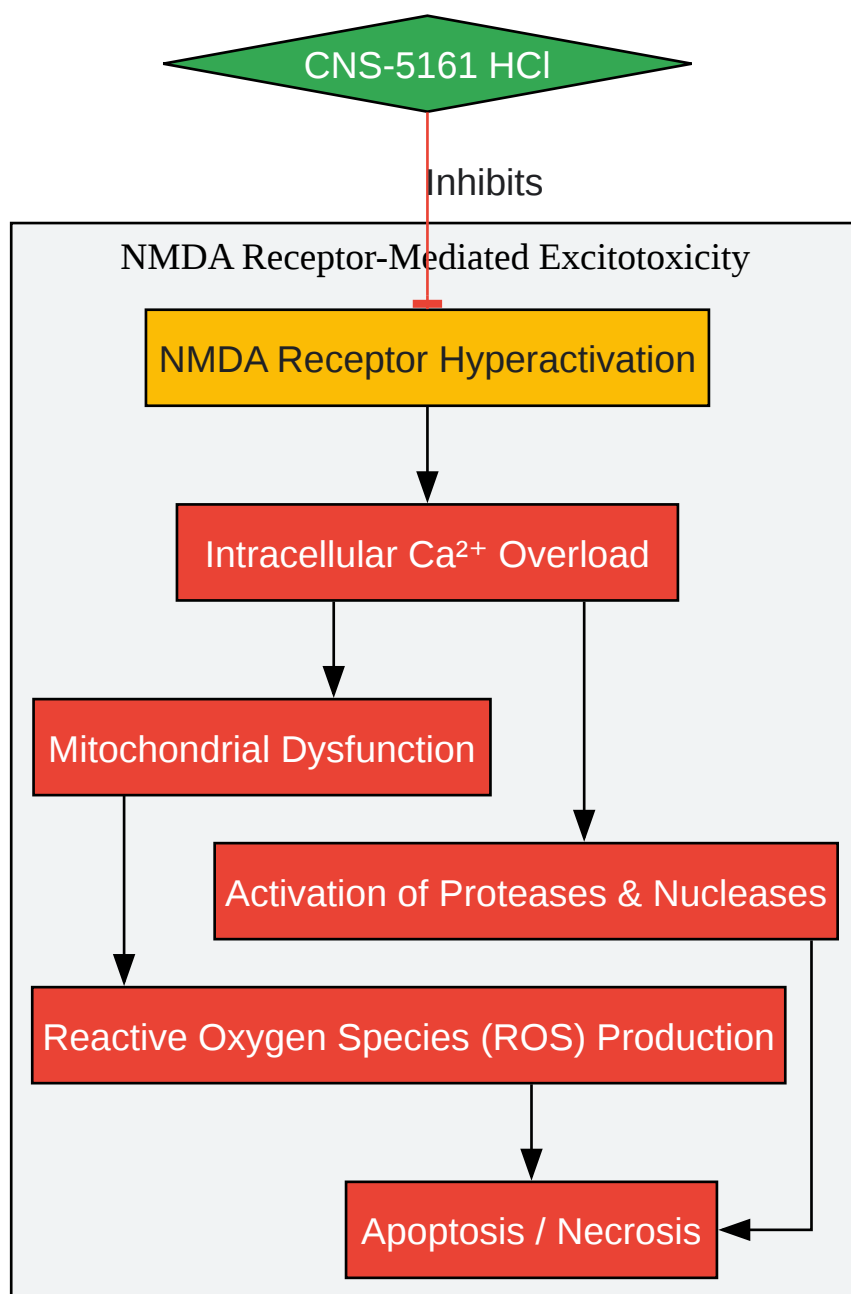 CNS-5161 HCl
Inhibits
NMDA Receptor-Mediated Excitotoxicity
NMDA Receptor Hyperactivation
Intracellular Ca²⁺ Overload
Mitochondrial Dysfunction
Activation of Proteases & Nucleases
Reactive Oxygen Species (ROS) Production
Apoptosis / Necrosis